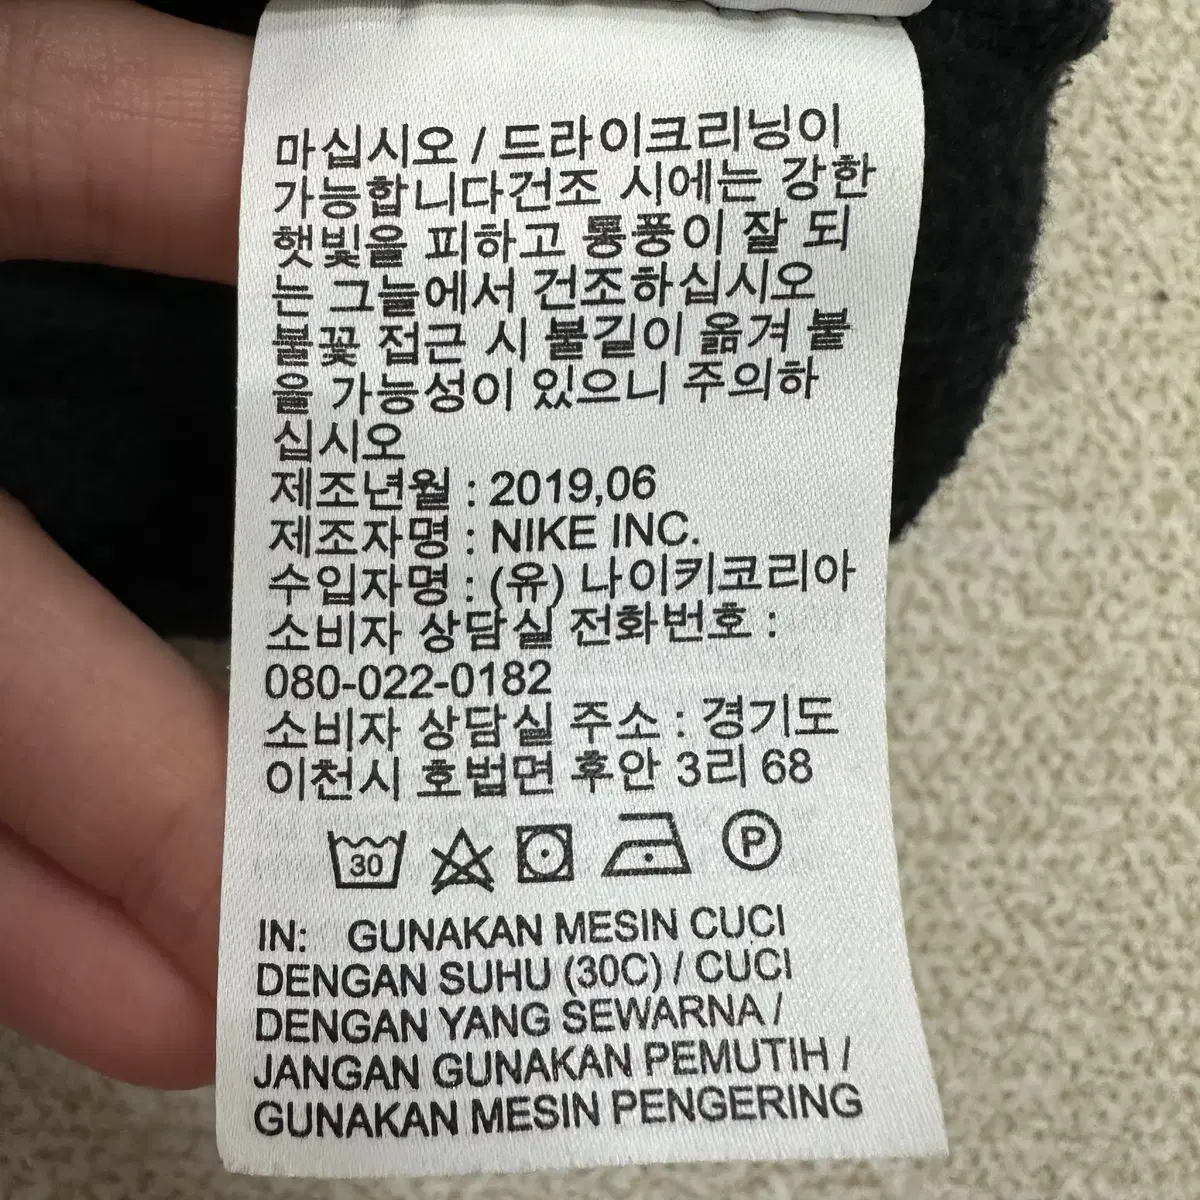 마십시오 / 드라이크리닝이
가능합니다건조 시에는 강한
햇빛을 피하고 통풍이 잘 되
는 그늘에서 건조하십시오
불꽃 접근 시 불길이 옮겨 붙
을 가능성이 있으니 주의하
십시오
제조년월 : 2019,06
제조자명 : NIKE INC.
수입자명 : (유) 나이키코리아
소비자 상담실 전화번호 :
080-022-0182
소비자 상담실 주소 : 경기도
이천시 호법면 후안 3리 68
30 P
IN: GUNAKAN MESIN CUCI
DENGAN SUHU (30C) / CUCI
DENGAN YANG SEWARNA /
JANGAN GUNAKAN PEMUTIH /
GUNAKAN MESIN PENGERING